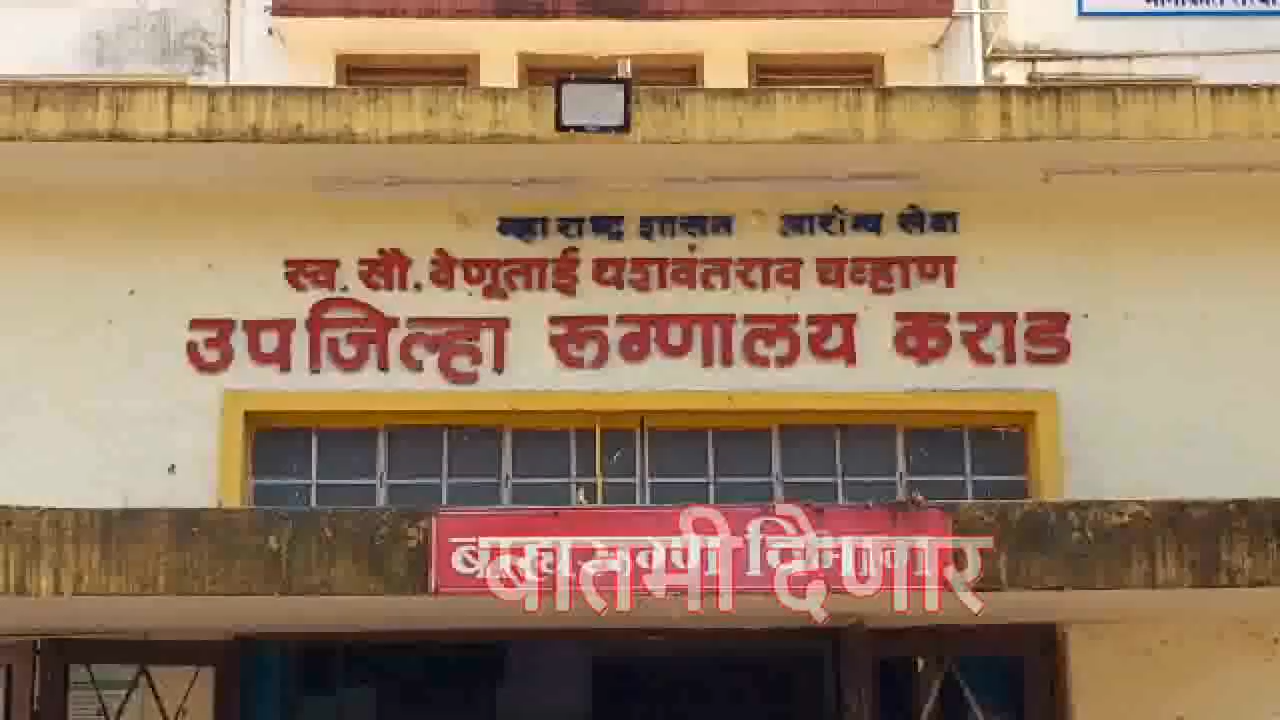 महाराष्ट्र शासन आरोग्य सेवा
स्व. सौ. वेणूताई यशवंतराव चव्हाण
उपजिल्हा रुग्णालय कराड
बातमी देणार